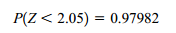 P(Z < 2.05) = 0.97982